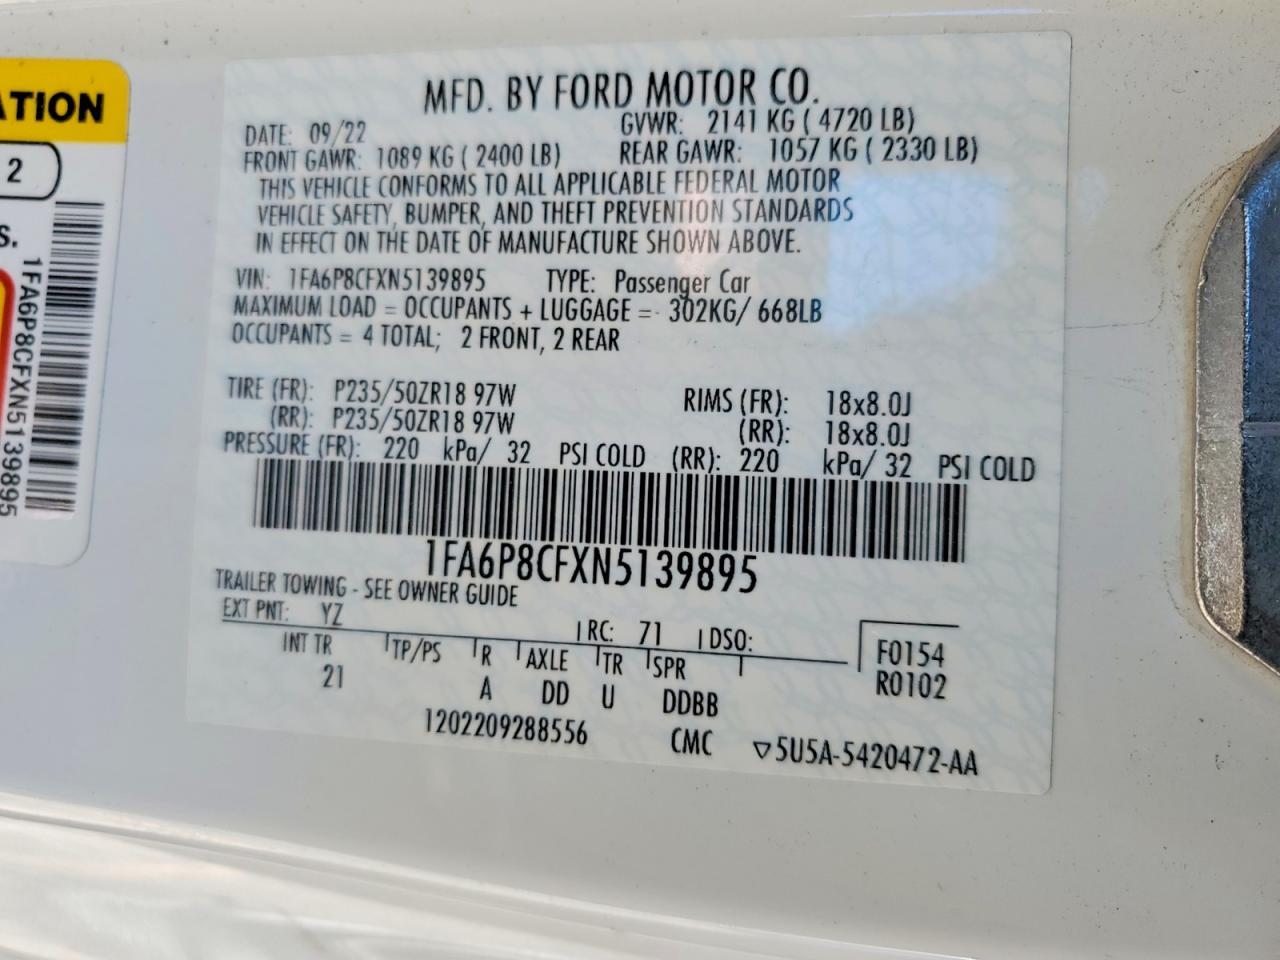 ATION
2
S.
1FA6P8CFXN5139895
MFD. BY FORD MOTOR CO.
DATE: 09/22 GVWR: 2141 KG ( 4720 LB)
FRONT GAWR: 1089 KG ( 2400 LB) REAR GAWR: 1057 KG ( 2330 LB)
THIS VEHICLE CONFORMS TO ALL APPLICABLE FEDERAL MOTOR
VEHICLE SAFETY, BUMPER, AND THEFT PREVENTION STANDARDS
IN EFFECT ON THE DATE OF MANUFACTURE SHOWN ABOVE.
VIN: 1FA6P8CFXN5139895 TYPE: Passenger Car
MAXIMUM LOAD = OCCUPANTS + LUGGAGE = 302KG/ 668LB
OCCUPANTS = 4 TOTAL; 2 FRONT, 2 REAR
TIRE (FR): P235/50ZR18 97W RIMS (FR): 18x8.0J
(RR): P235/50ZR18 97W (RR): 18x8.0J
PRESSURE (FR): 220 kPa/ 32 PSI COLD (RR): 220 kPa/ 32 PSI COLD
1FA6P8CFXN5139895
TRAILER TOWING - SEE OWNER GUIDE
EXT PNT: YZ RC: 71 DSO:
INT TR TP/PS R AXLE TR SPR F0154
21 A DD U DDBB R0102
1202209288556 CMC ▽5U5A-5420472-AA